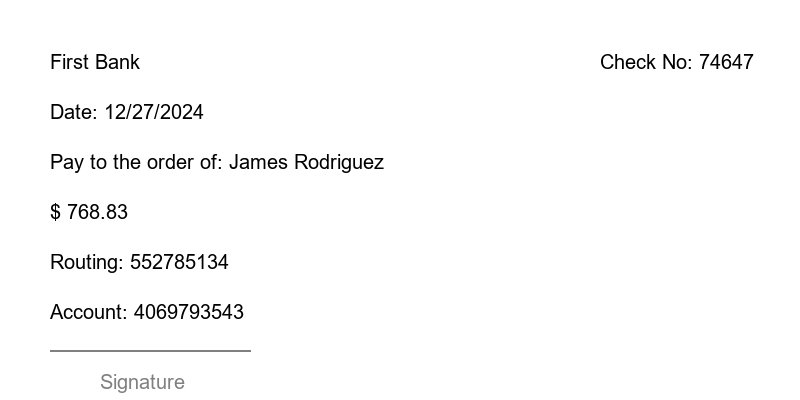 First Bank
Check No: 74647
Date: 12/27/2024
Pay to the order of: James Rodriguez
$ 768.83
Routing: 552785134
Account: 4069793543
Signature